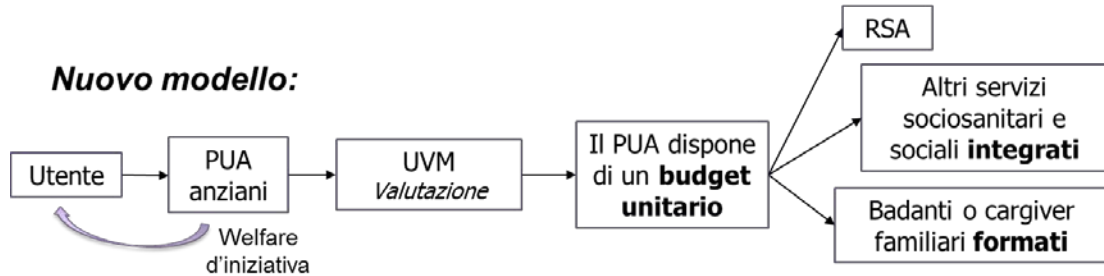 Nuovo modello:
Utente
PUA
anziani
Welfare
d'iniziativa
UVM
Valutazione
Il PUA dispone
di un budget
unitario
RSA
Altri servizi
sociosanitari e
sociali integrati
Badanti o cargiver
familiari formati